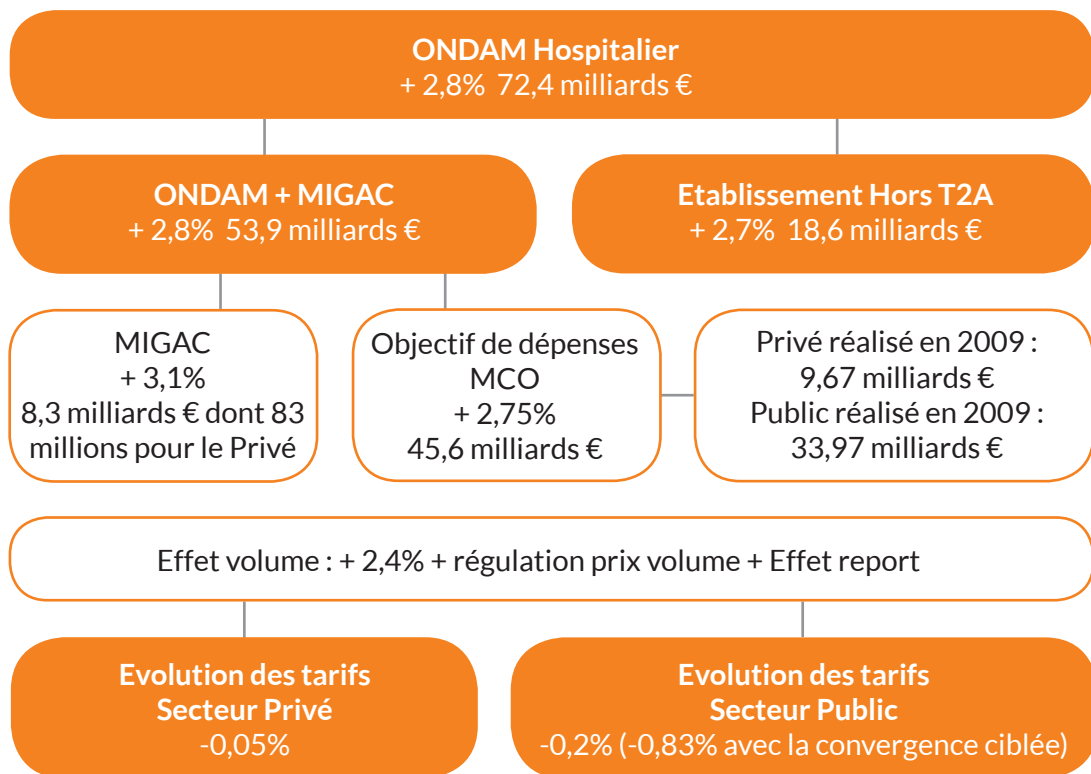 ONDAM Hospitalier
+ 2,8% 72,4 milliards €
ONDAM + MIGAC
+ 2,8% 53,9 milliards €
Etablissement Hors T2A
+ 2,7% 18,6 milliards €
MIGAC
+ 3,1%
8,3 milliards € dont 83
millions pour le Privé
Objectif de dépenses
MCO
+ 2,75%
45,6 milliards €
Privé réalisé en 2009 :
9,67 milliards €
Public réalisé en 2009 :
33,97 milliards €
Effet volume : + 2,4% + régulation prix volume + Effet report
Evolution des tarifs
Secteur Privé
-0,05%
Evolution des tarifs
Secteur Public
-0,2% (-0,83% avec la convergence ciblée)